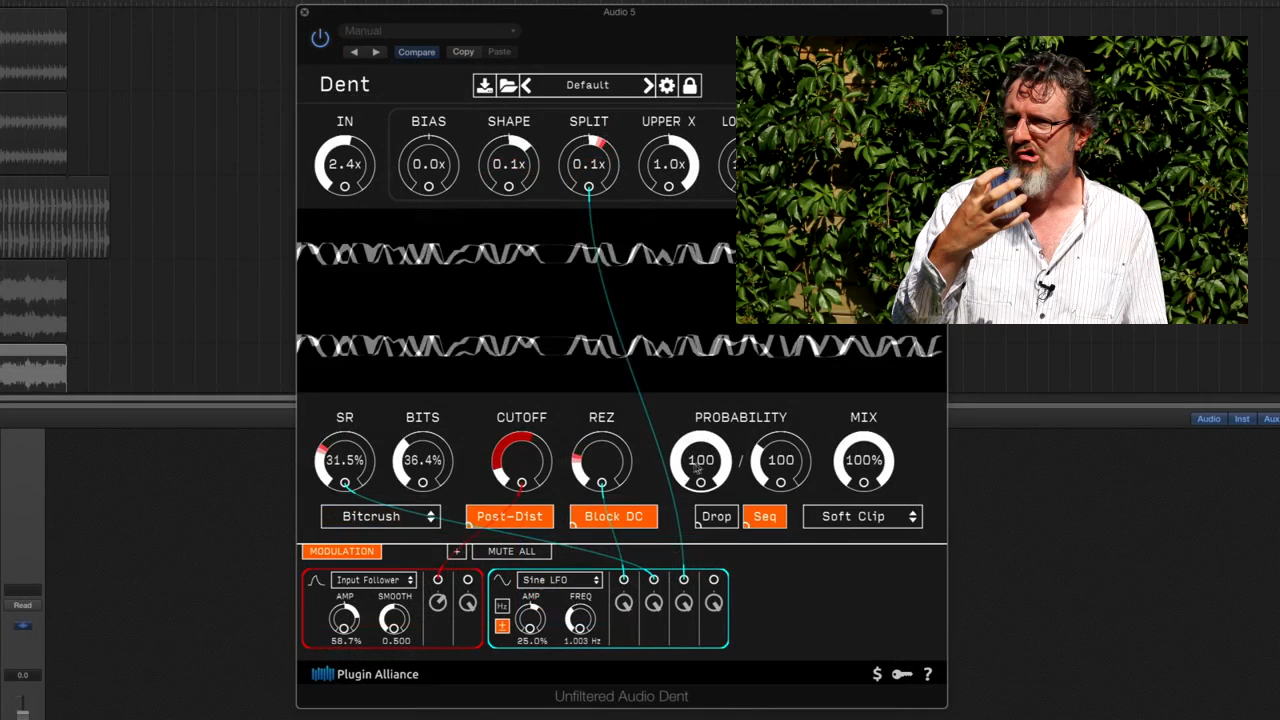 Audio 5
Manual
Compare Copy Paste
Dent
Default
IN BIAS SHAPE SPLIT UPPER X LO
2.4x 0.0x 0.1x 0.1x 1.0x 1
SR BITS CUTOFF REZ PROBABILITY MIX
31.5% 36.4% 100 / 100 100%
Bitcrush Post-Dist Block DC Drop Seq Soft Clip
MODULATION + MUTE ALL
Input Follower
AMP SMOOTH
58.7% 0.500
Sine LFO
Hz AMP FREQ
±
25.0% 1.003 Hz
Plugin Alliance $ ?
Unfiltered Audio Dent
Audio Inst Aux
Read
0.0